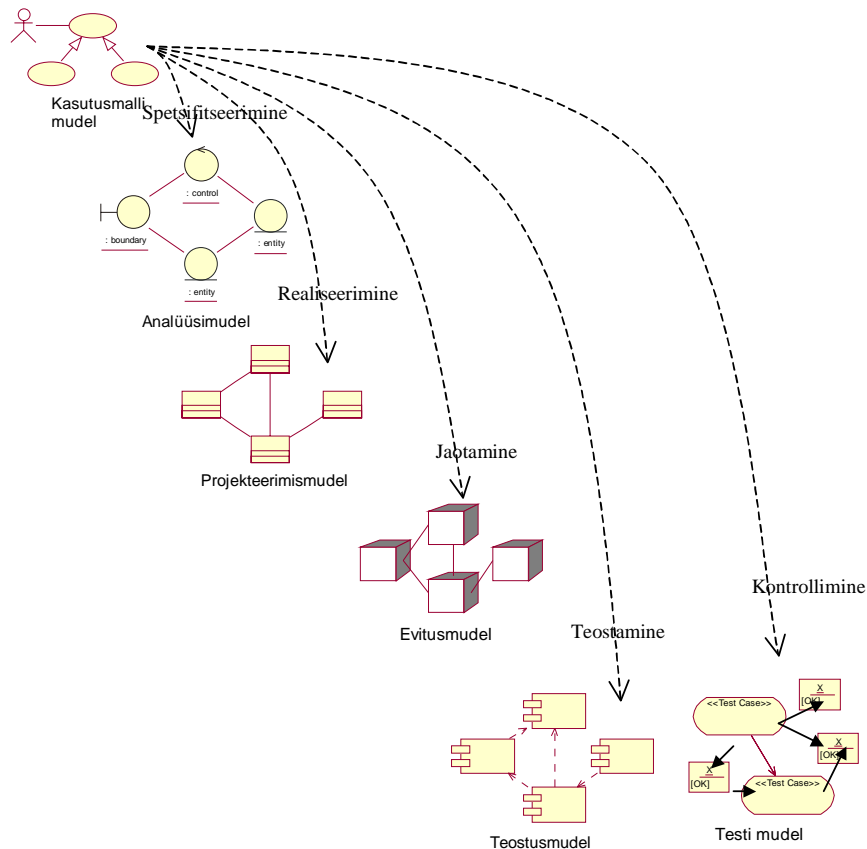 Kasutusmalli
mudel
Spetsifitseerimine
: control
: boundary
: entity
: entity
Analüüsimudel
Realiseerimine
Projekteerimismudel
Jaotamine
Evitusmudel
Teostamine
Kontrollimine
<<Test Case>>
X
[OK]
X
[OK]
X
[OK]
<<Test Case>>
Teostusmudel
Testi mudel